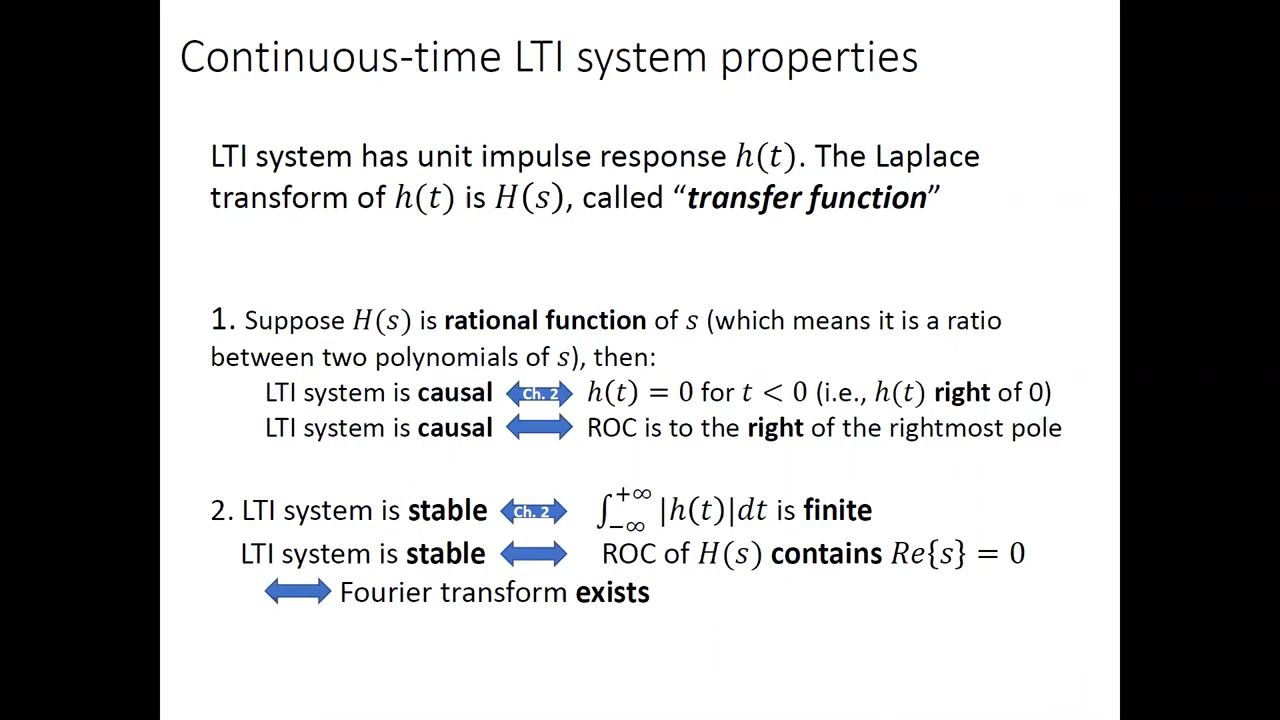 Continuous-time LTI system properties
LTI system has unit impulse response h(t). The Laplace
transform of h(t) is H(s), called “transfer function”
1. Suppose H(s) is rational function of s (which means it is a ratio
between two polynomials of s), then:
LTI system is causal Ch. 2 h(t) = 0 for t < 0 (i.e., h(t) right of 0)
LTI system is causal ROC is to the right of the rightmost pole
2. LTI system is stable Ch. 2 ∫_{−∞}^{+∞} |h(t)|dt is finite
LTI system is stable ROC of H(s) contains Re{s} = 0
Fourier transform exists